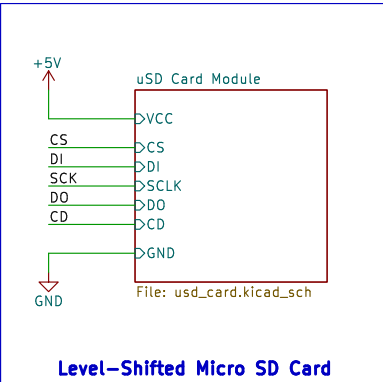 +5V
uSD Card Module
VCC
CS CS
DI DI
SCK SCLK
DO DO
CD CD
GND
GND
File: usd_card.kicad_sch
Level-Shifted Micro SD Card